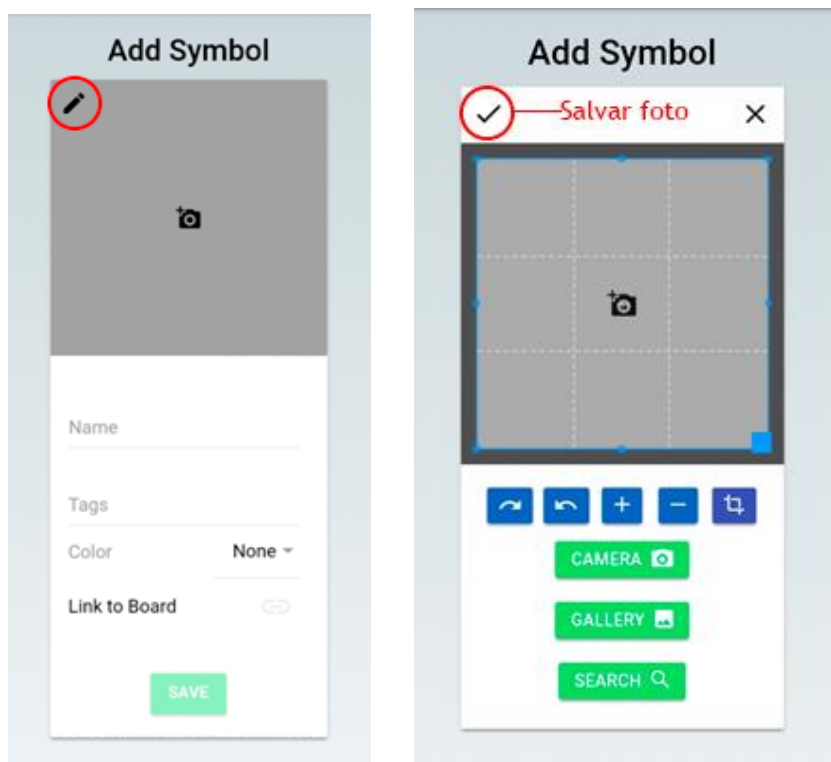 Add Symbol
Name
Tags
Color None
Link to Board
SAVE
Add Symbol
Salvar foto
CAMERA
GALLERY
SEARCH